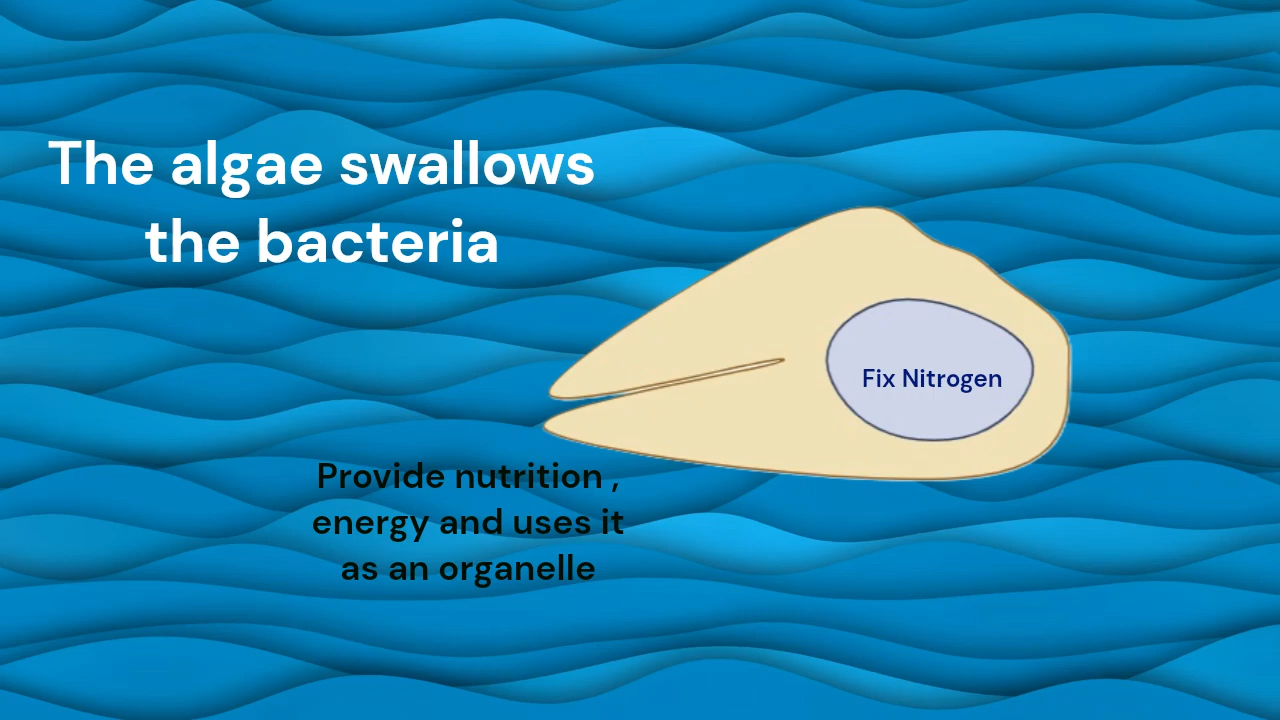 The algae swallows
the bacteria
Fix Nitrogen
Provide nutrition ,
energy and uses it
as an organelle